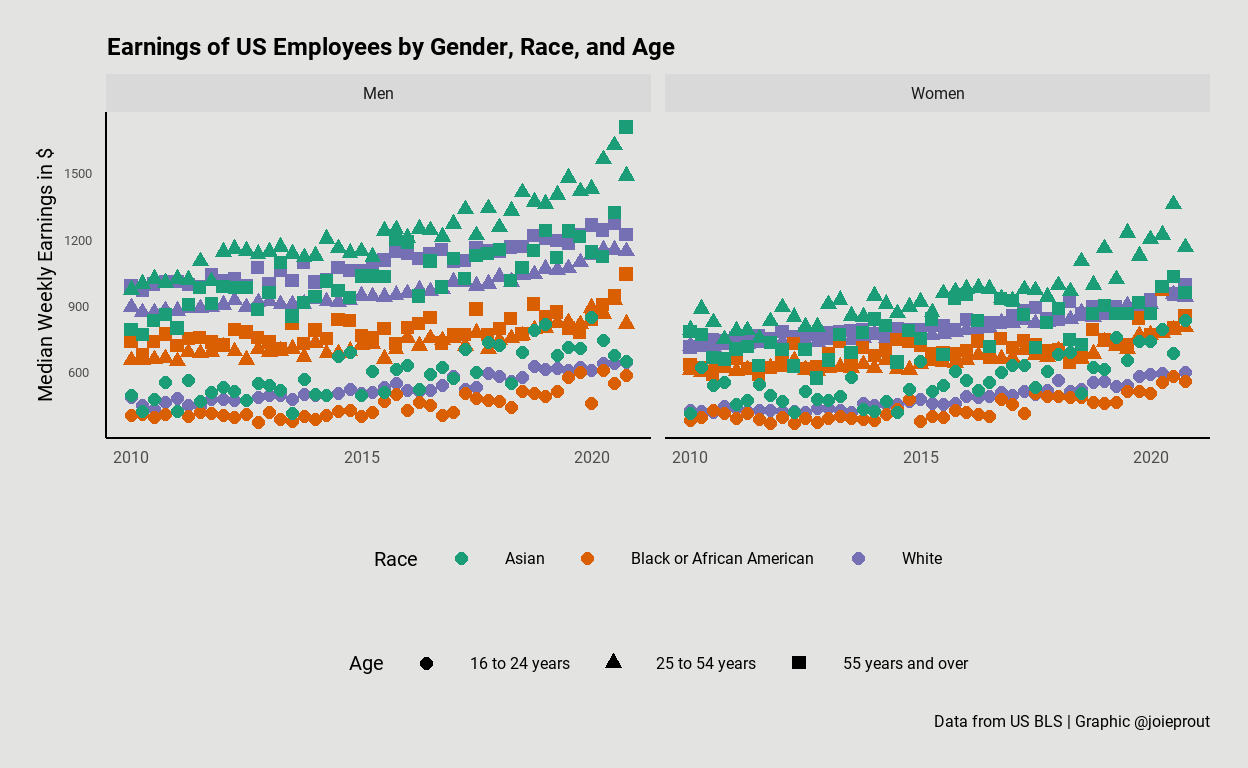 Earnings of US Employees by Gender, Race, and Age
Men
Women
Median Weekly Earnings in $
1500
1200
900
600
2010
2015
2020
2010
2015
2020
Race
Asian
Black or African American
White
Age
16 to 24 years
25 to 54 years
55 years and over
Data from US BLS | Graphic @joieprout